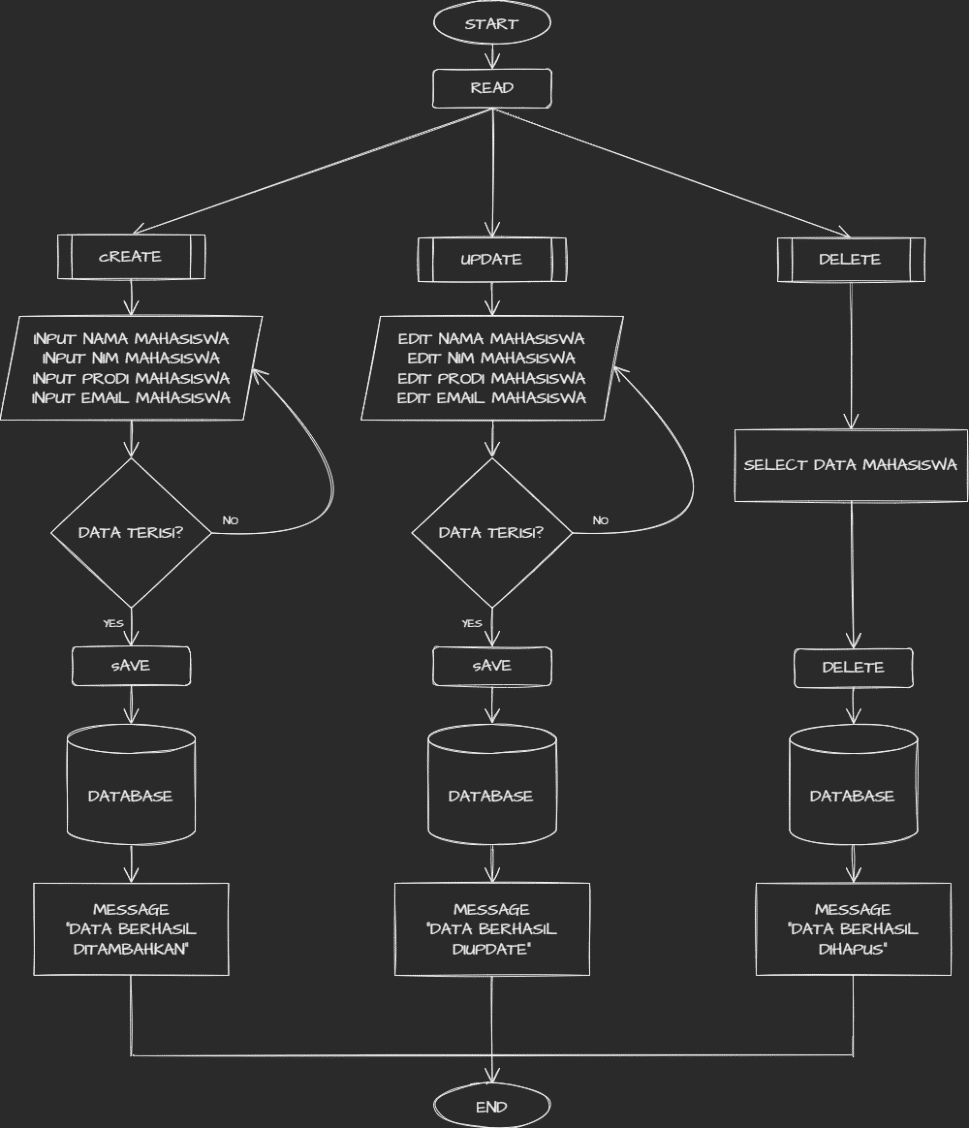 START
READ
CREATE
UPDATE
DELETE
INPUT NAMA MAHASISWA
INPUT NIM MAHASISWA
INPUT PRODI MAHASISWA
INPUT EMAIL MAHASISWA
EDIT NAMA MAHASISWA
EDIT NIM MAHASISWA
EDIT PRODI MAHASISWA
EDIT EMAIL MAHASISWA
SELECT DATA MAHASISWA
DATA TERISI?
NO
DATA TERISI?
NO
YES
YES
SAVE
SAVE
DELETE
DATABASE
DATABASE
DATABASE
MESSAGE
"DATA BERHASIL
DITAMBAHKAN"
MESSAGE
"DATA BERHASIL
DIUPDATE"
MESSAGE
"DATA BERHASIL
DIHAPUS"
END